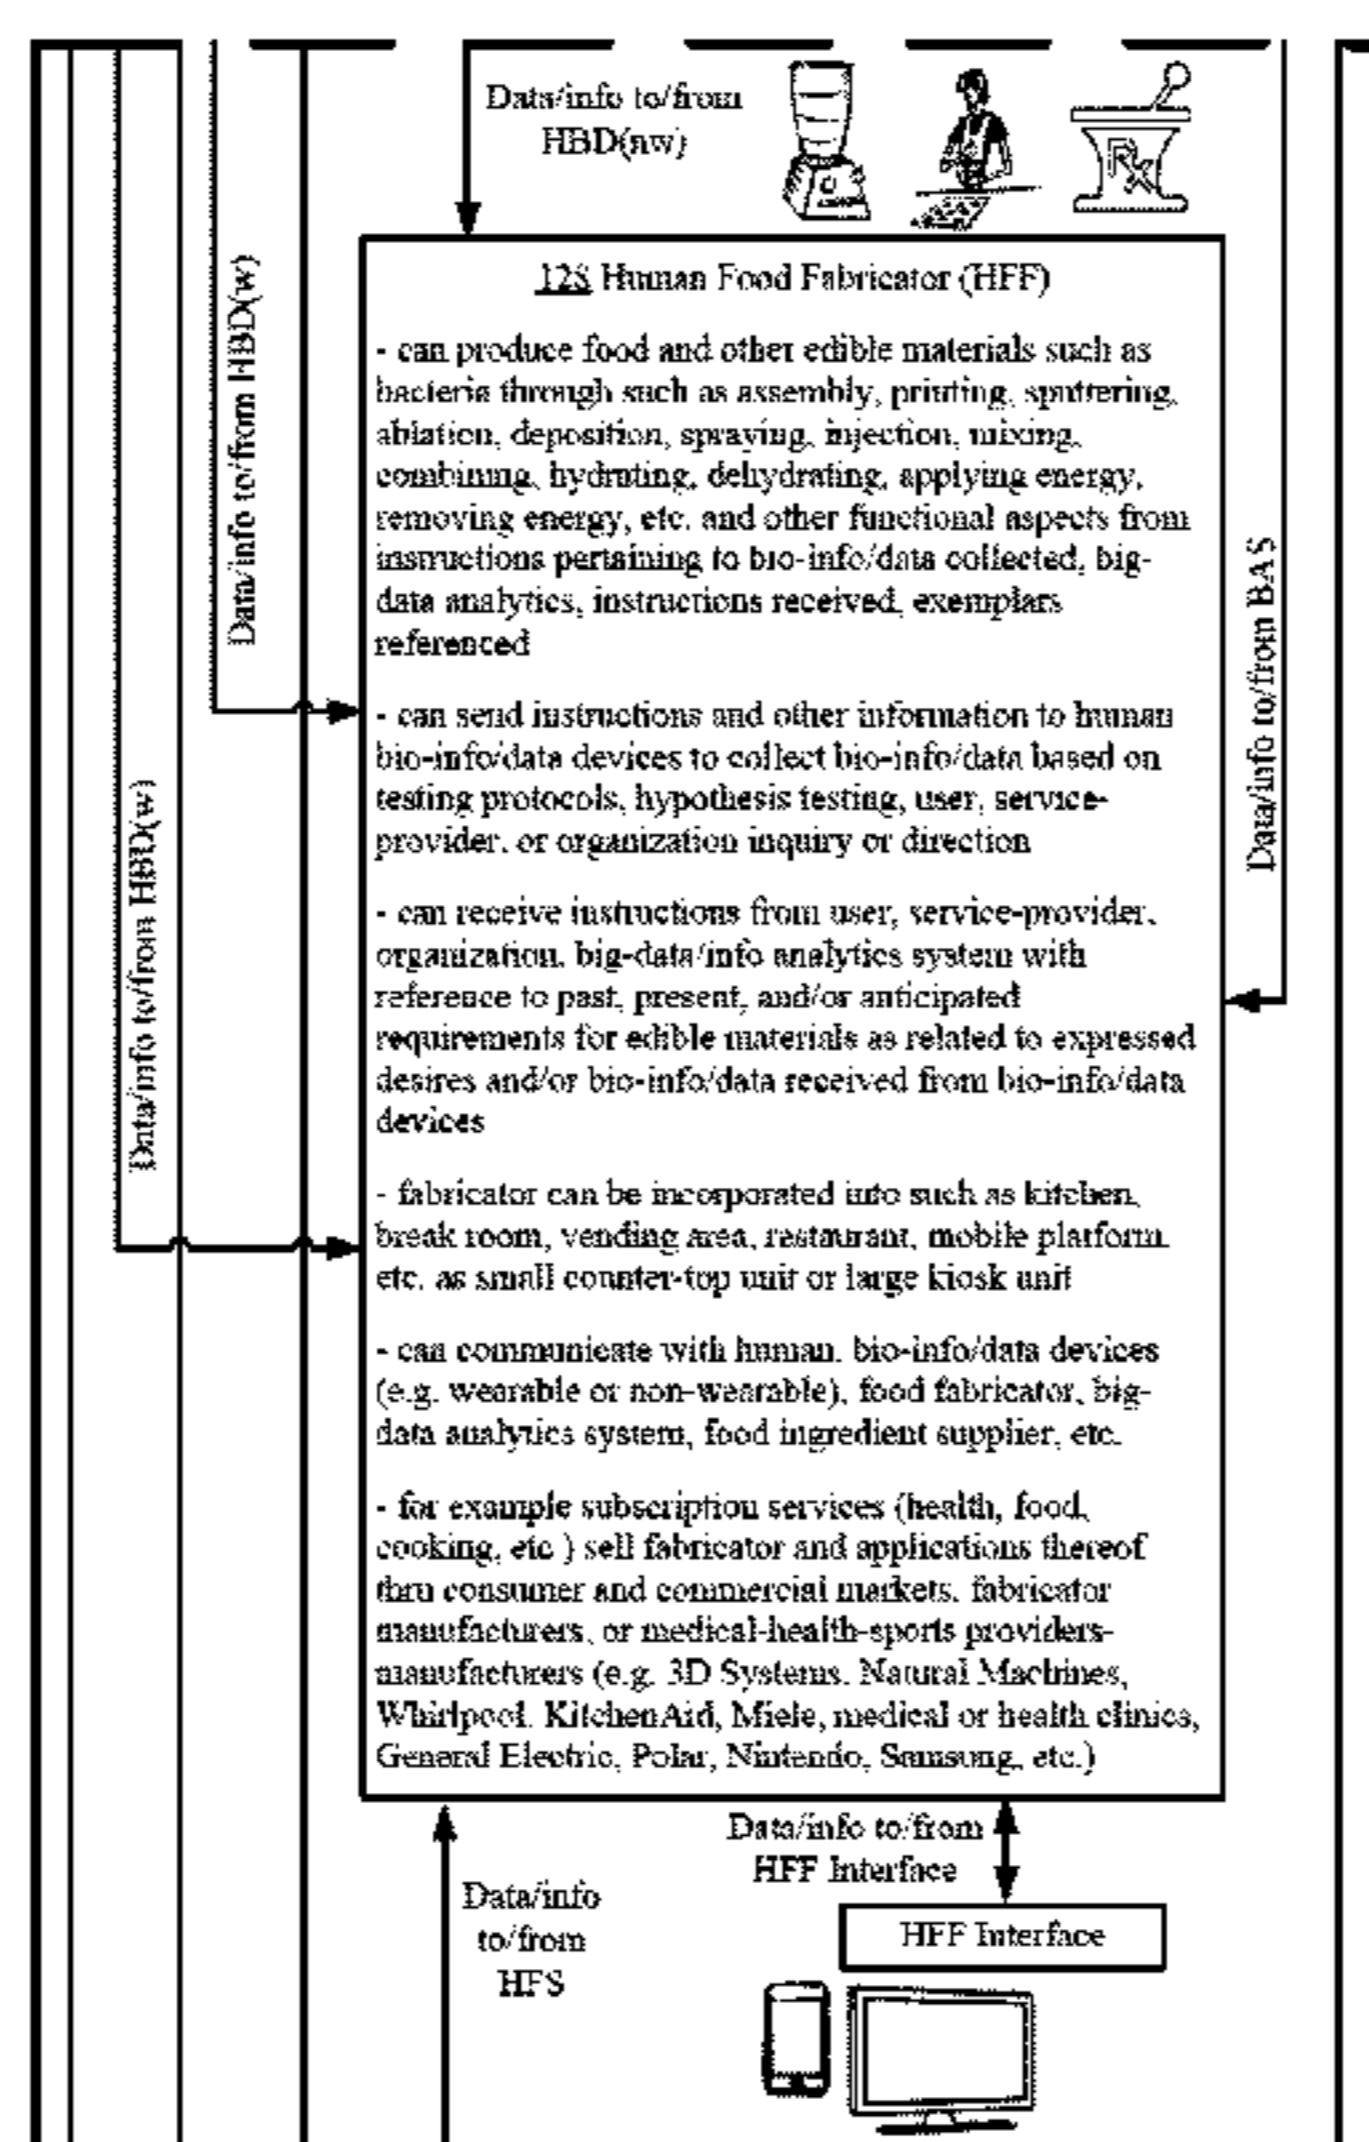 Data/info to/from
HBD(nw)
Rx
128 Human Food Fabricator (HFF)
- can produce food and other edible materials such as
bacteria through such as assembly, printing, sputtering,
ablation, deposition, spraying, injection, mixing,
combining, hydrating, dehydrating, applying energy,
removing energy, etc. and other functional aspects from
instructions pertaining to bio-info/data collected, big-
data analytics, instructions received, exemplars
referenced
- can send instructions and other information to human
bio-info/data devices to collect bio-info/data based on
testing protocols, hypothesis testing, user, service-
provider, or organization inquiry or direction
- can receive instructions from user, service-provider,
organization, big-data/info analytics system with
reference to past, present, and/or anticipated
requirements for edible materials as related to expressed
desires and/or bio-info/data received from bio-info/data
devices
- fabricator can be incorporated into such as kitchen,
break room, vending area, restaurant, mobile platform,
etc. as small counter-top unit or large kiosk unit
- can communicate with human, bio-info/data devices
(e.g. wearable or non-wearable), food fabricator, big-
data analytics system, food ingredient supplier, etc.
- for example subscription services (health, food,
cooking, etc.) sell fabricator and applications thereof
thru consumer and commercial markets, fabricator
manufacturers, or medical-health-sports providers-
manufacturers (e.g. 3D Systems, Natural Machines,
Whirlpool, KitchenAid, Miele, medical or health clinics,
General Electric, Polar, Nintendo, Samsung, etc.)
Data/info to/from HBD(w)
Data/info to/from HBD(w)
Data/info to/from BAS
Data/info to/from
HFF Interface
Data/info
to/from
HFS
HFF Interface